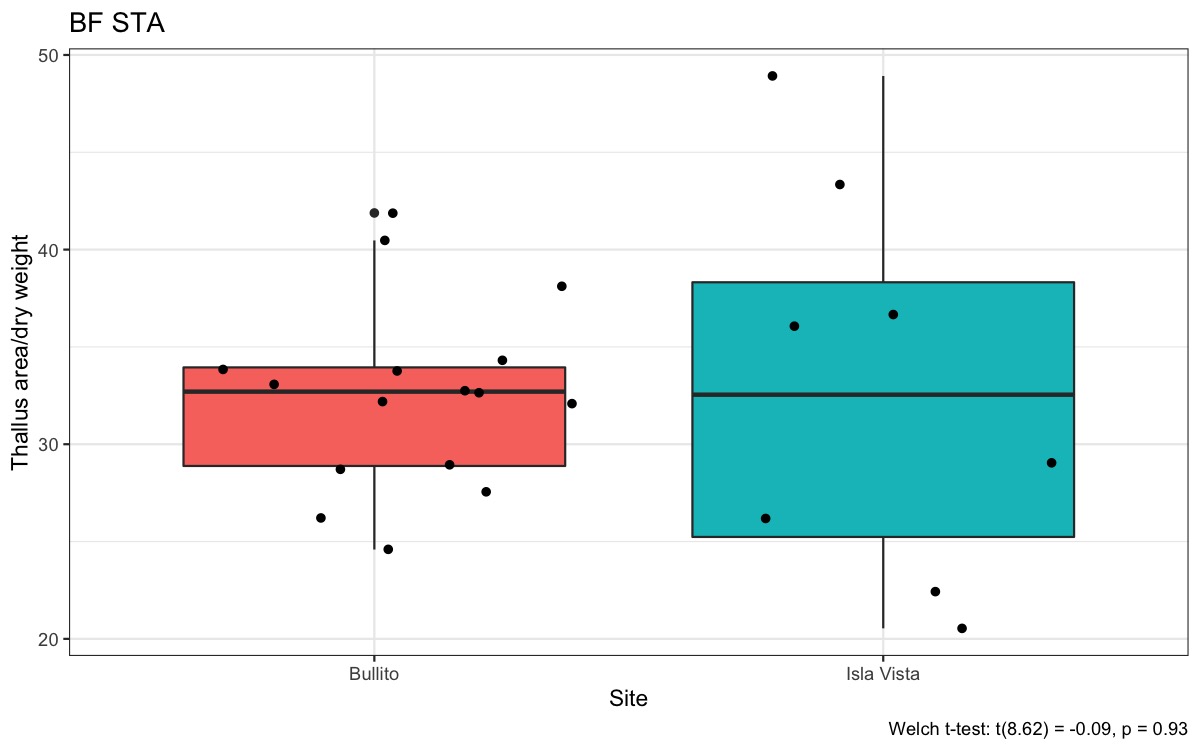 BF STA
50
40
30
20
Thallus area/dry weight
Bullito
Isla Vista
Site
Welch t-test: t(8.62) = -0.09, p = 0.93